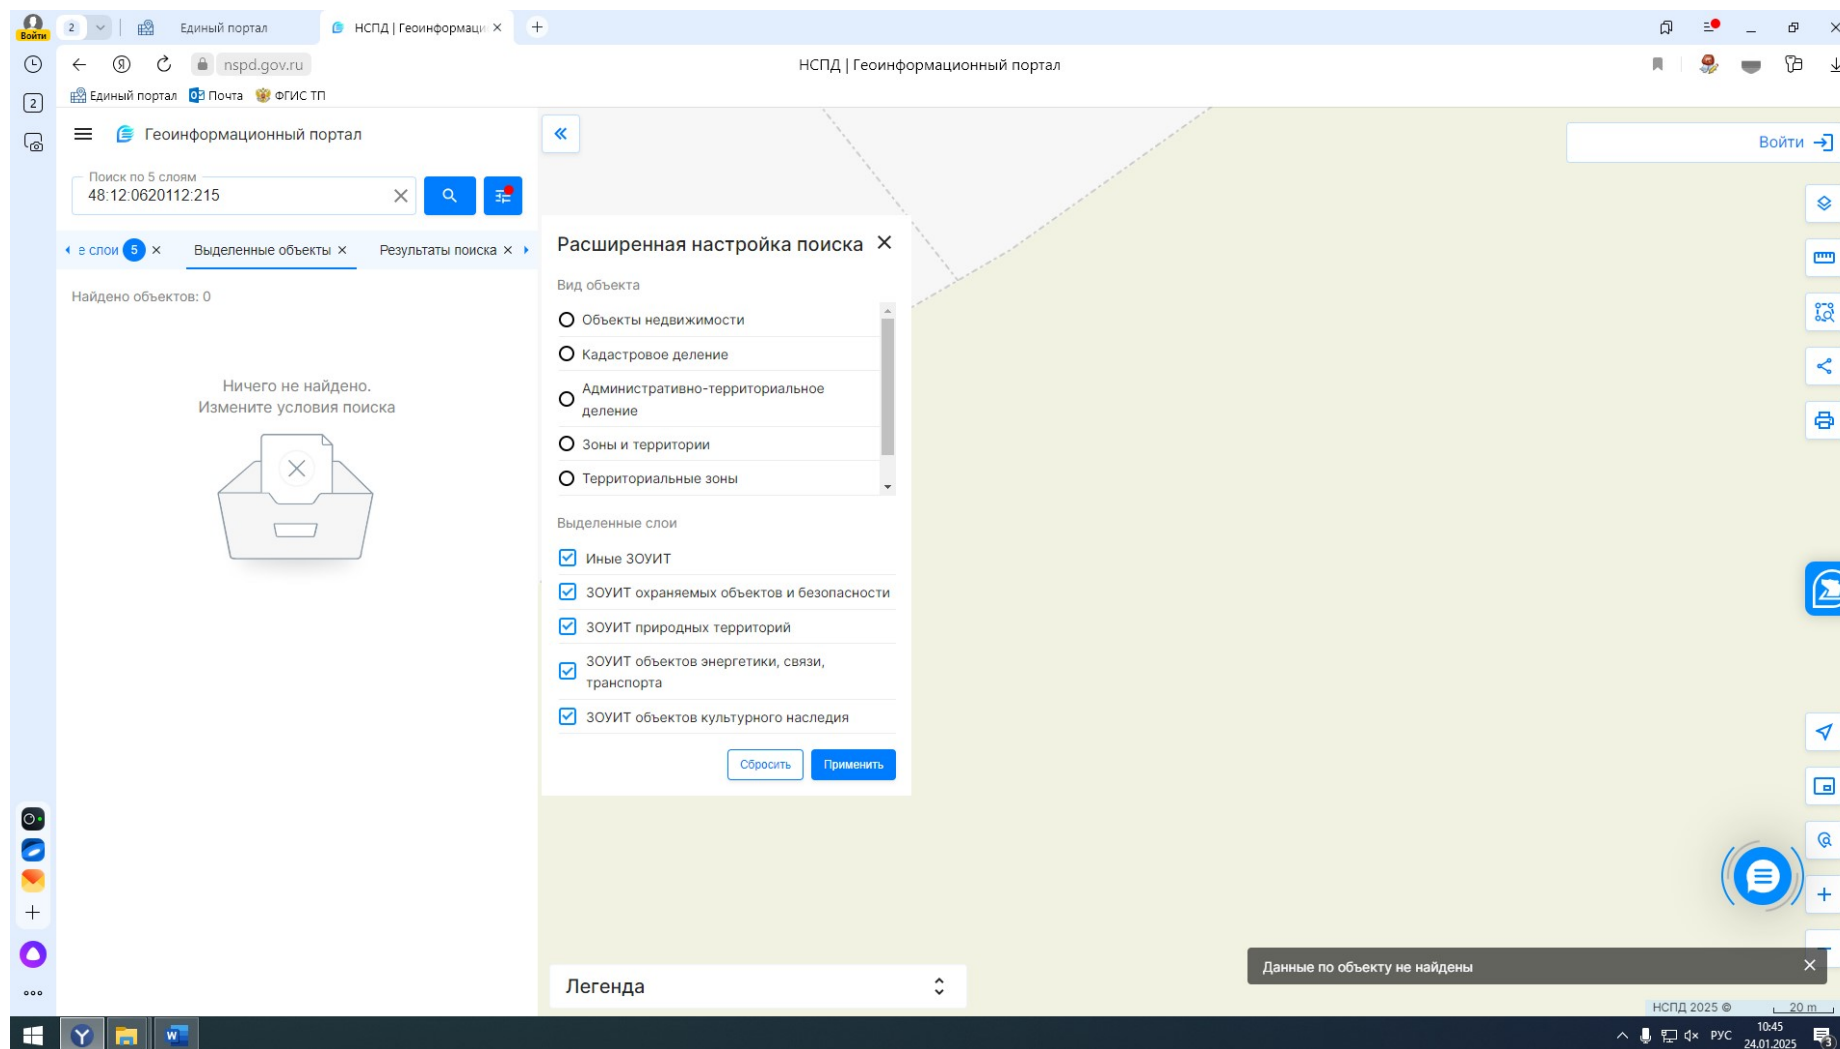 Войти
2
Единый портал
НСПД | Геоинформаци
nspd.gov.ru
НСПД | Геоинформационный портал
2
Единый портал
Почта
ФГИС ТП
Геоинформационный портал
Войти
Поиск по 5 слоям
48:12:0620112:215
е слои 5
Выделенные объекты
Результаты поиска
Найдено объектов: 0
Ничего не найдено.
Измените условия поиска
Расширенная настройка поиска
Вид объекта
Объекты недвижимости
Кадастровое деление
Административно-территориальное
деление
Зоны и территории
Территориальные зоны
Выделенные слои
Иные ЗОУИТ
ЗОУИТ охраняемых объектов и безопасности
ЗОУИТ природных территорий
ЗОУИТ объектов энергетики, связи,
транспорта
ЗОУИТ объектов культурного наследия
Сбросить
Применить
Легенда
Данные по объекту не найдены
НСПД 2025 ©
20 m
РУС
10:45
24.01.2025
3